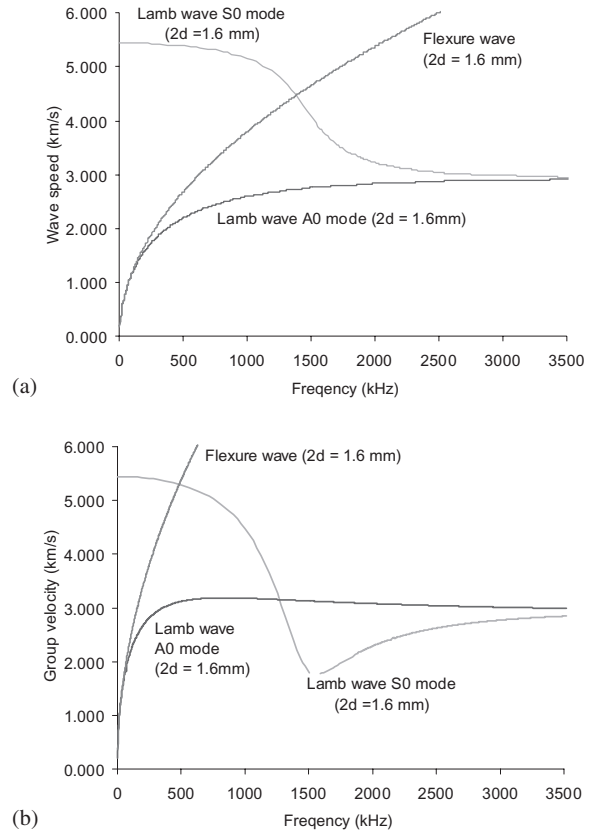 Lamb wave S0 mode
(2d =1.6 mm)
Flexure wave
(2d = 1.6 mm)
Lamb wave A0 mode (2d = 1.6mm)
Wave speed (km/s)
6.000
5.000
4.000
3.000
2.000
1.000
0.000
0 500 1000 1500 2000 2500 3000 3500
Freqency (kHz)
(a)
Flexure wave (2d = 1.6 mm)
Lamb wave
A0 mode
(2d = 1.6mm)
Lamb wave S0 mode
(2d =1.6 mm)
Group velocity (km/s)
6.000
5.000
4.000
3.000
2.000
1.000
0.000
0 500 1000 1500 2000 2500 3000 3500
Freqency (kHz)
(b)